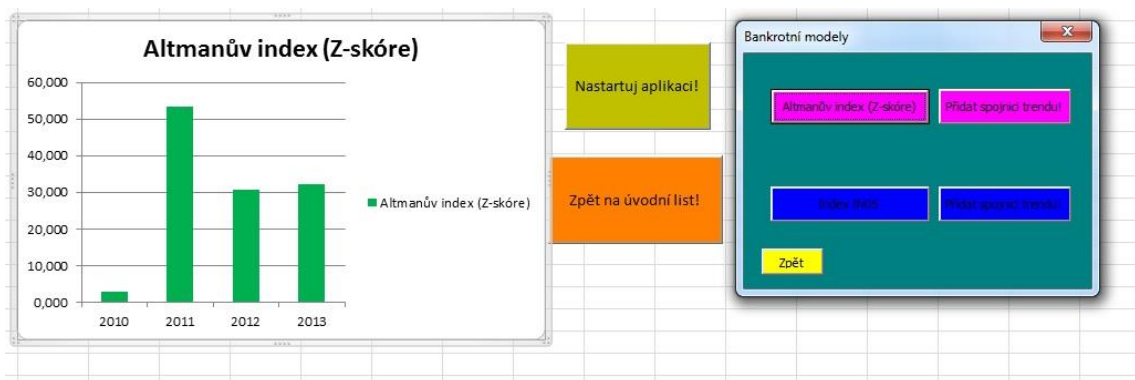 Altmanův index (Z-skóre)
60,000
50,000
40,000
30,000
20,000
10,000
0,000
2010
2011
2012
2013
Altmanův index (Z-skóre)
Nastartuj aplikaci!
Zpět na úvodní list!
Bankrotní modely
Altmanův index (Z-skóre)
Přidat spojnici trendu!
Index IN05
Přidat spojnici trendu!
Zpět